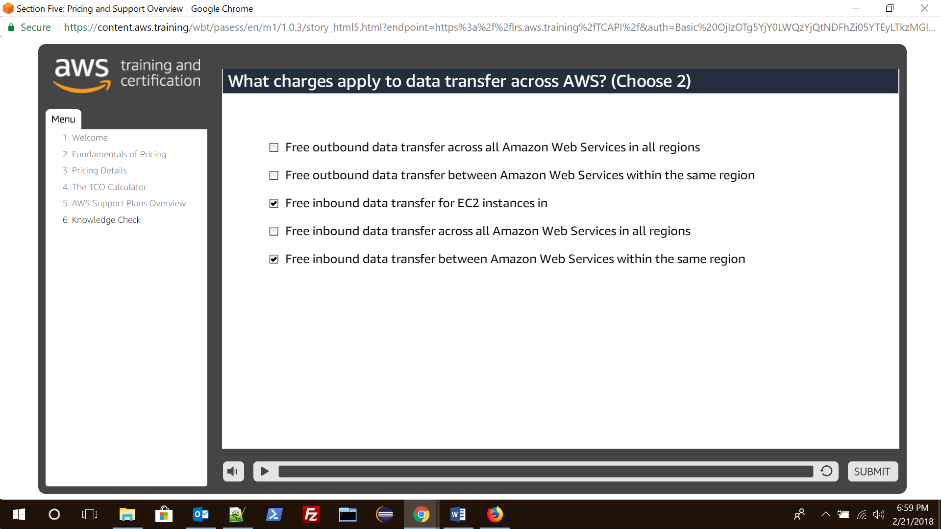 Section Five: Pricing and Support Overview - Google Chrome
Secure
https://content.aws.training/wbt/pasess/en/m1/1.0.3/story_html5.html?endpoint=https%3a%2f%2flrs.aws.training%2fTCAPI%2f&auth=Basic%20OjIzOTg5YjY0LWQzYjQtNDFhZi05YTEyLTkzMGI...
aws training and certification
What charges apply to data transfer across AWS? (Choose 2)
Menu
1. Welcome
2. Fundamentals of Pricing
3. Pricing Details
4. The TCO Calculator
5. AWS Support Plans Overview
6. Knowledge Check
Free outbound data transfer across all Amazon Web Services in all regions
Free outbound data transfer between Amazon Web Services within the same region
Free inbound data transfer for EC2 instances in
Free inbound data transfer across all Amazon Web Services in all regions
Free inbound data transfer between Amazon Web Services within the same region
SUBMIT
6:59 PM
2/21/2018